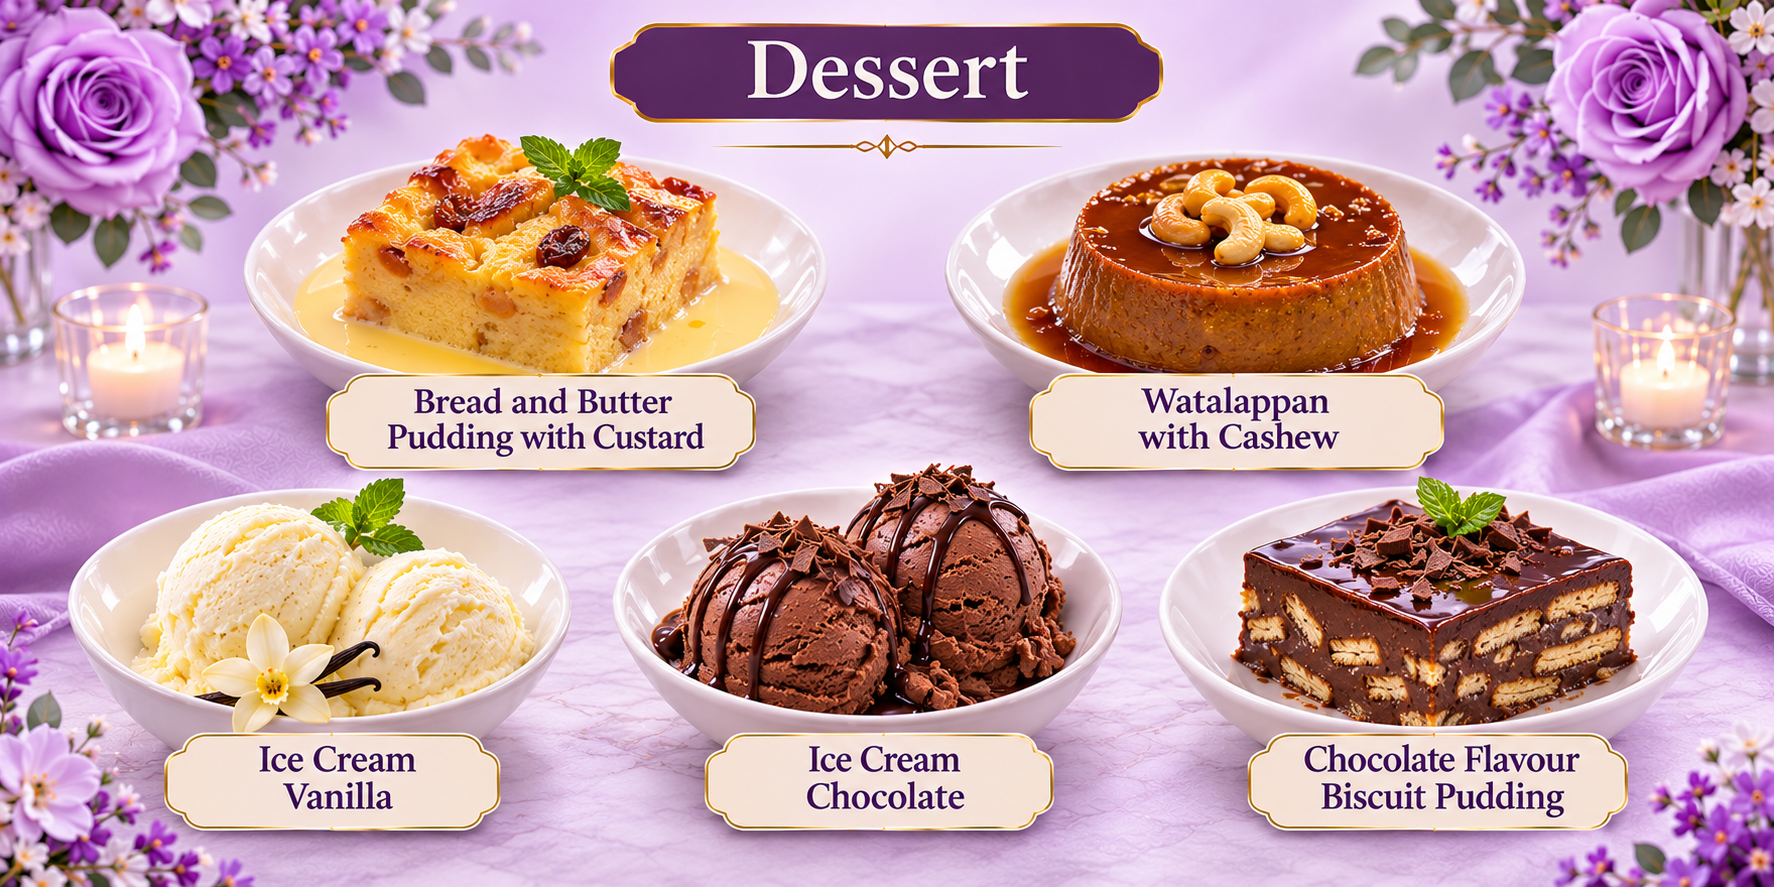 Dessert
Bread and Butter
Pudding with Custard
Watalappan
with Cashew
Ice Cream
Vanilla
Ice Cream
Chocolate
Chocolate Flavour
Biscuit Pudding